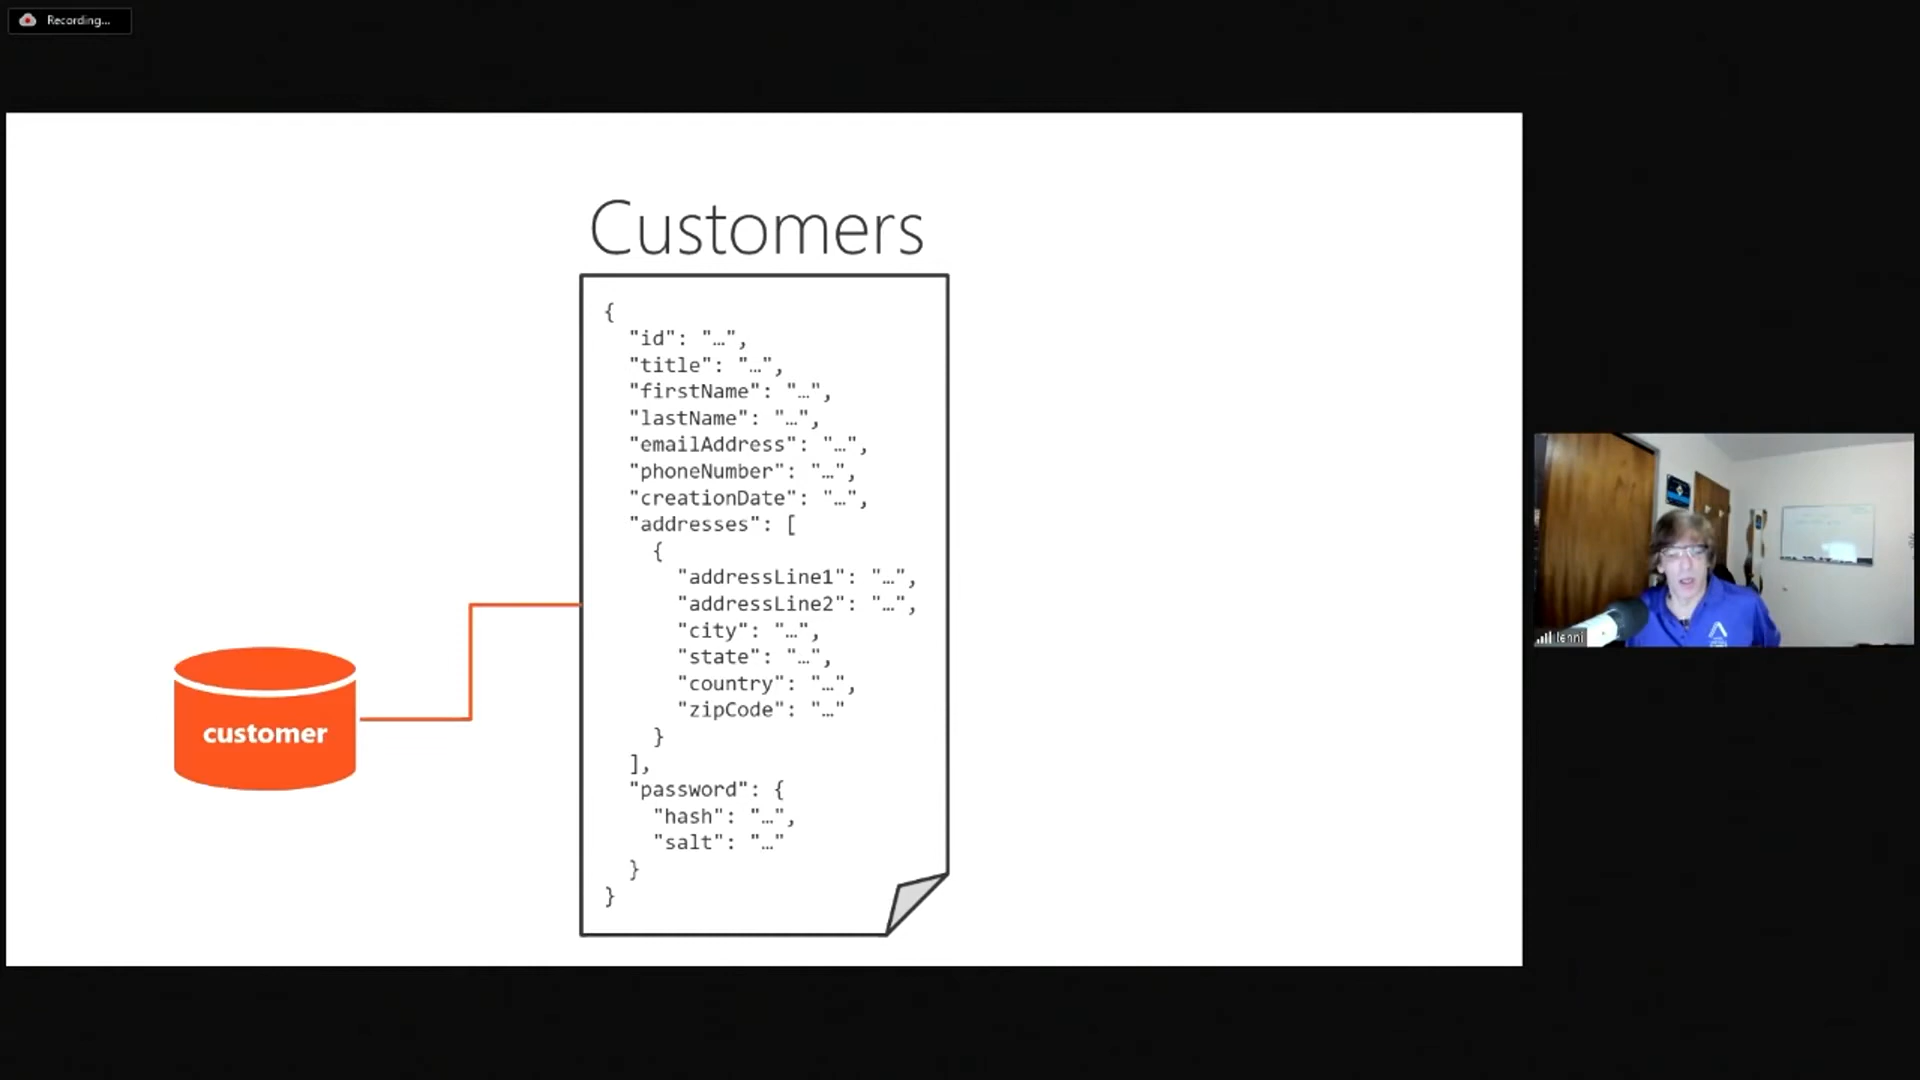 Recording...
Customers
{
"id": "…",
"title": "…",
"firstName": "…",
"lastName": "…",
"emailAddress": "…",
"phoneNumber": "…",
"creationDate": "…",
"addresses": [
{
"addressLine1": "…",
"addressLine2": "…",
"city": "…",
"state": "…",
"country": "…",
"zipCode": "…"
}
],
"password": {
"hash": "…",
"salt": "…"
}
}
customer
lenni